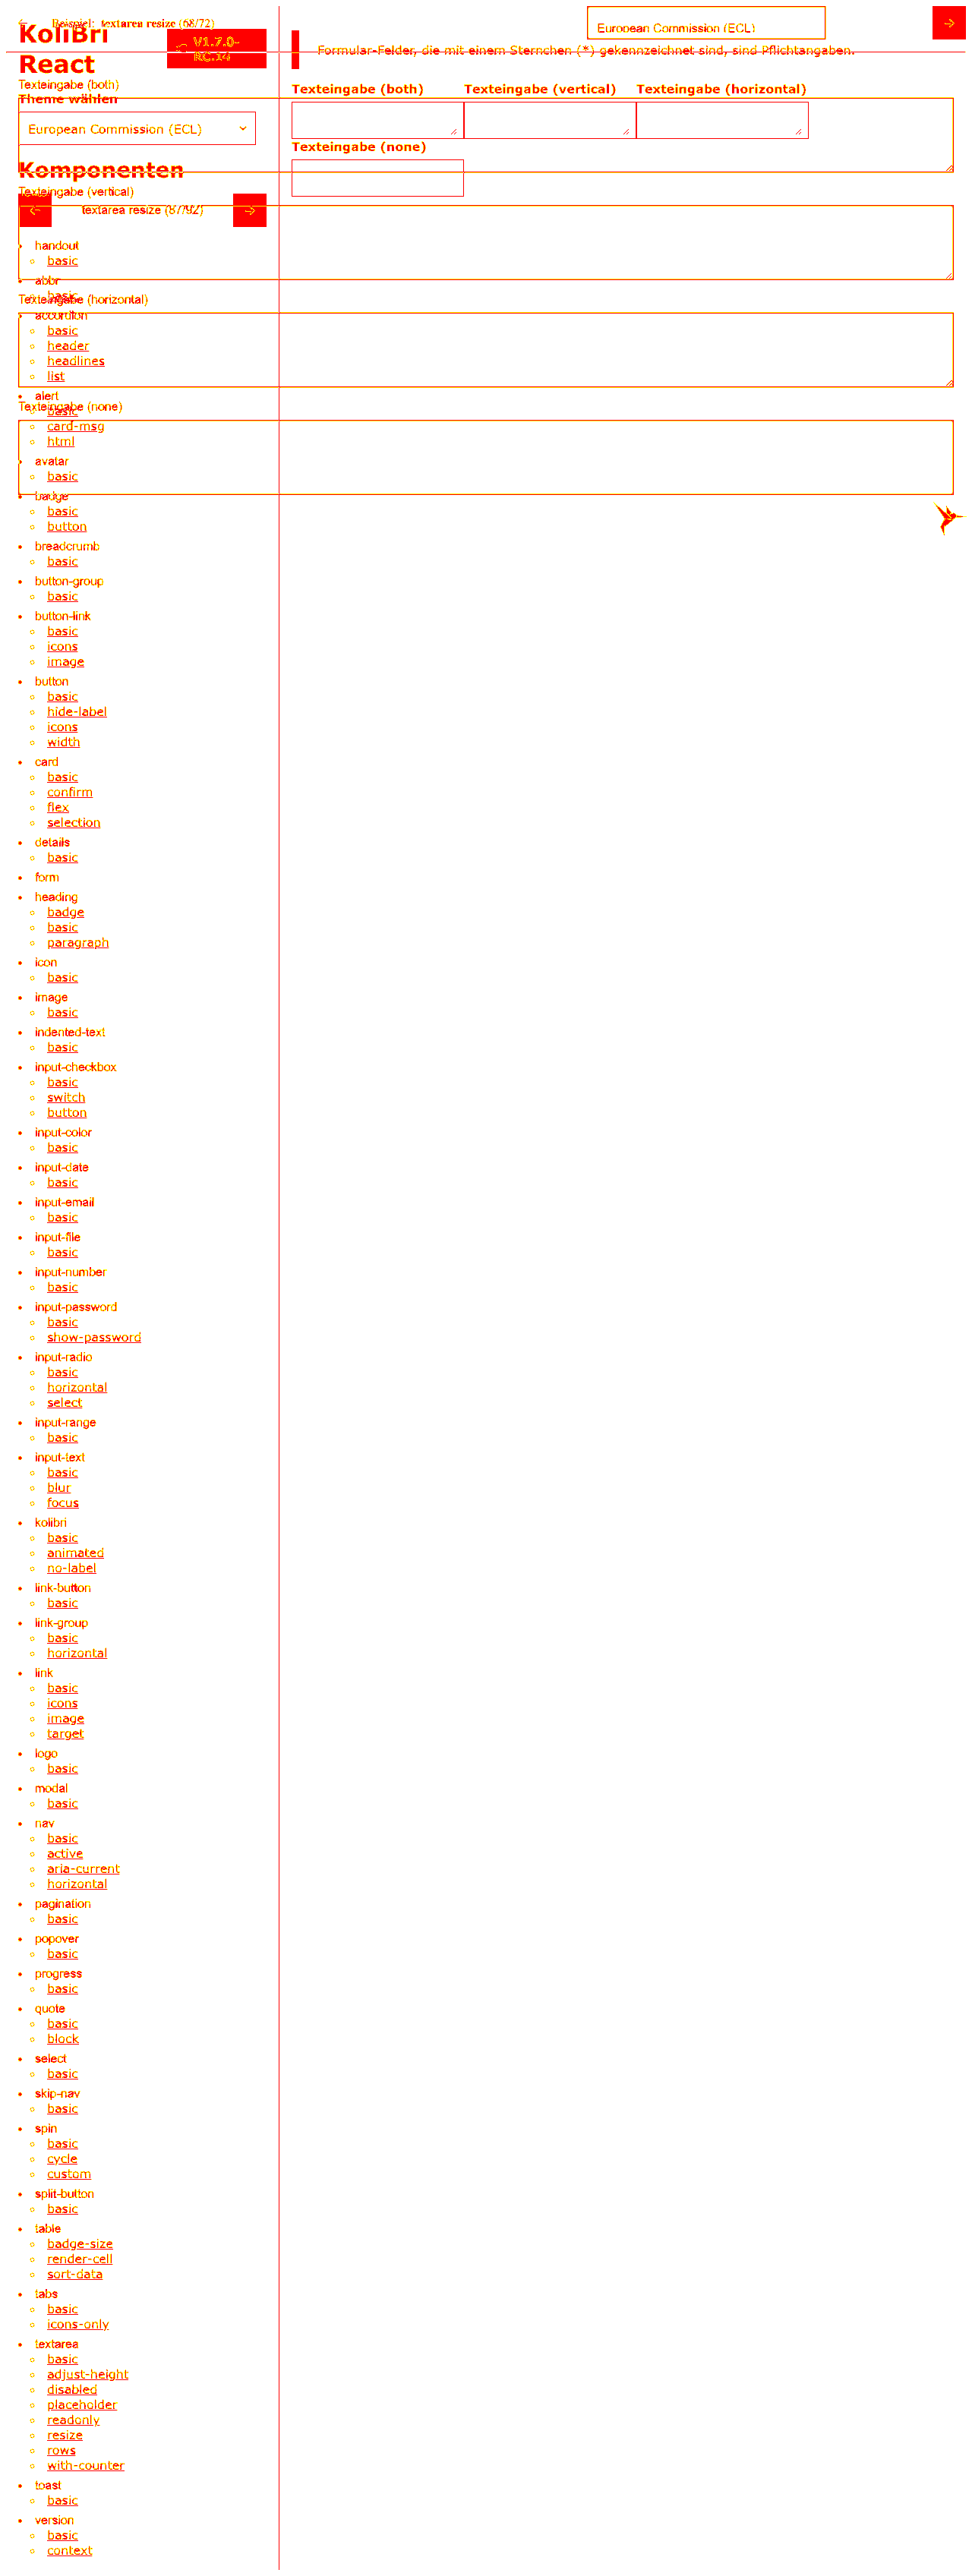 Beispiel: textarea resize (68/72)
European Commission (ECL)
KoliBri
React
V1.7.0-
RC.14
Formular-Felder, die mit einem Sternchen (*) gekennzeichnet sind, sind Pflichtangaben.
Texteingabe (both)
Theme wählen
Texteingabe (both) Texteingabe (vertical) Texteingabe (horizontal)
European Commission (ECL)
Texteingabe (none)
Komponenten
Texteingabe (vertical)
textarea resize (87/92)
handout
basic
abbr
basic
Texteingabe (horizontal)
accordion
basic
header
headlines
list
alert
Texteingabe (none)
basic
card-msg
html
avatar
basic
badge
basic
button
breadcrumb
basic
button-group
basic
button-link
basic
icons
image
button
basic
hide-label
icons
width
card
basic
confirm
flex
selection
details
basic
form
heading
badge
basic
paragraph
icon
basic
image
basic
indented-text
basic
input-checkbox
basic
switch
button
input-color
basic
input-date
basic
input-email
basic
input-file
basic
input-number
basic
input-password
basic
show-password
input-radio
basic
horizontal
select
input-range
basic
input-text
basic
blur
focus
kolibri
basic
animated
no-label
link-button
basic
link-group
basic
horizontal
link
basic
icons
image
target
logo
basic
modal
basic
nav
basic
active
aria-current
horizontal
pagination
basic
popover
basic
progress
basic
quote
basic
block
select
basic
skip-nav
basic
spin
basic
cycle
custom
split-button
basic
table
badge-size
render-cell
sort-data
tabs
basic
icons-only
textarea
basic
adjust-height
disabled
placeholder
readonly
resize
rows
with-counter
toast
basic
version
basic
context